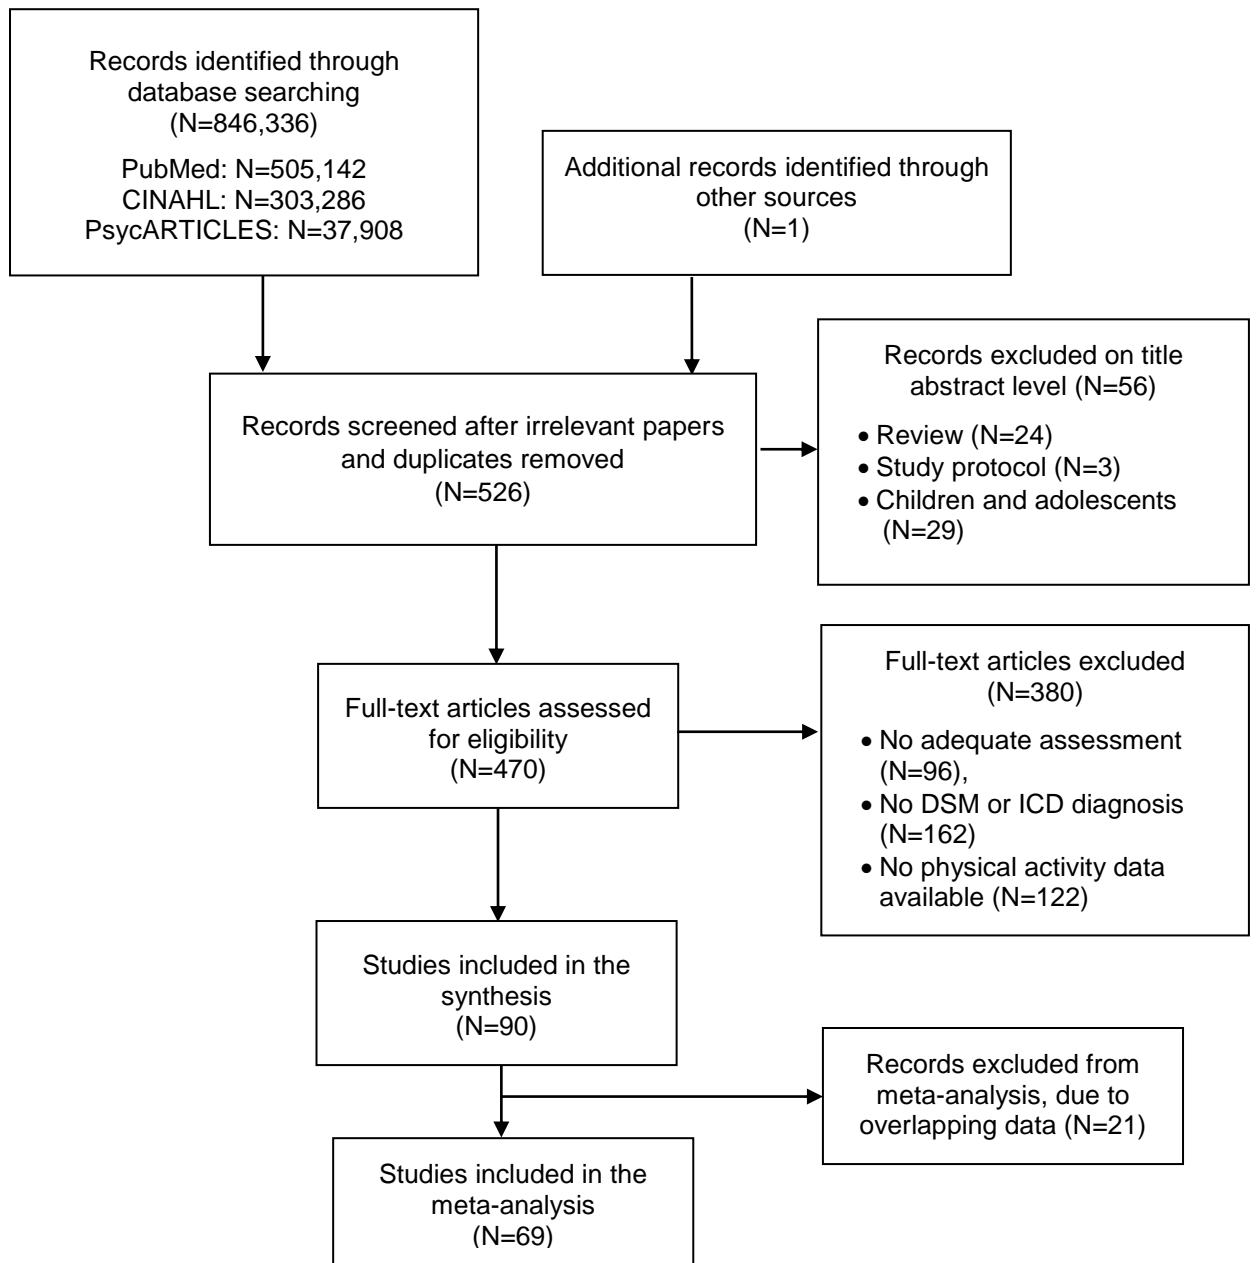 Records identified through
database searching
(N=846,336)
PubMed: N=505,142
CINAHL: N=303,286
PsycARTICLES: N=37,908
Additional records identified through
other sources
(N=1)
Records screened after irrelevant papers
and duplicates removed
(N=526)
Records excluded on title
abstract level (N=56)
• Review (N=24)
• Study protocol (N=3)
• Children and adolescents
(N=29)
Full-text articles assessed
for eligibility
(N=470)
Full-text articles excluded
(N=380)
• No adequate assessment
(N=96),
• No DSM or ICD diagnosis
(N=162)
• No physical activity data
available (N=122)
Studies included in the
synthesis
(N=90)
Records excluded from
meta-analysis, due to
overlapping data (N=21)
Studies included in the
meta-analysis
(N=69)